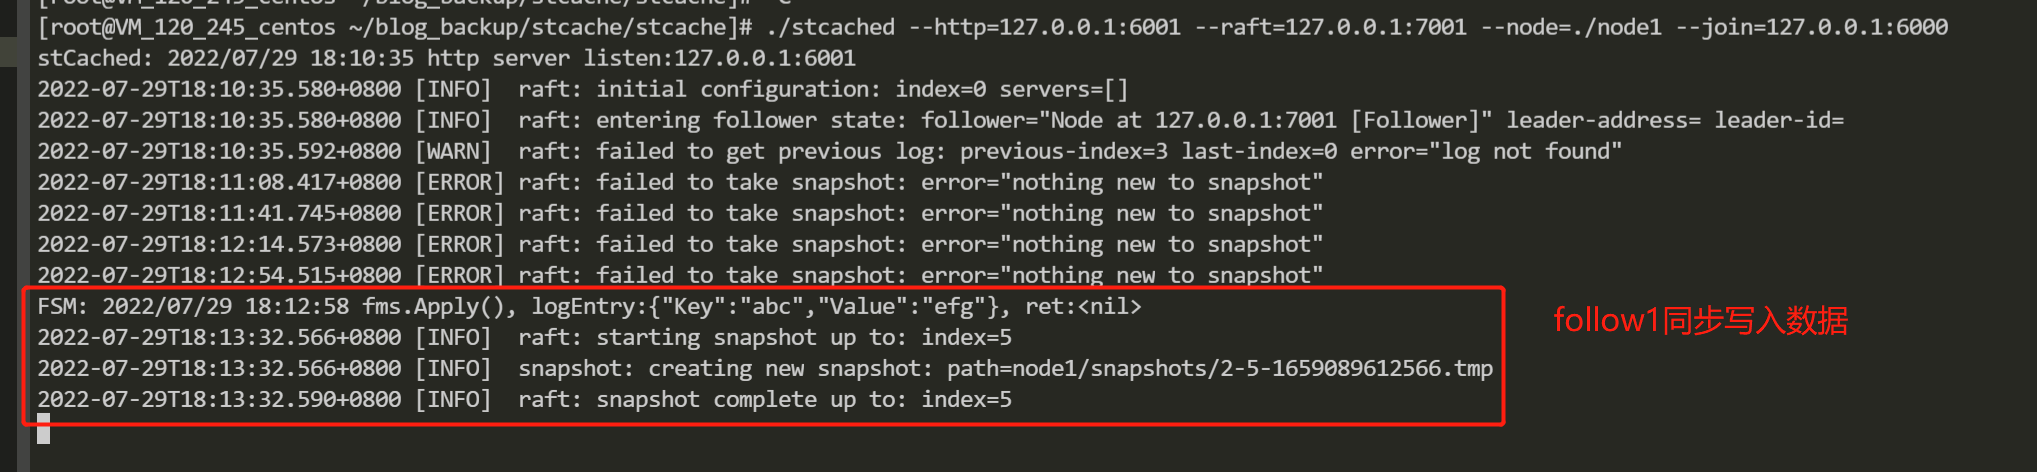 [root@VM_120_245_centos ~/blog_backup/stcache/stcache]# ^C
[root@VM_120_245_centos ~/blog_backup/stcache/stcache]# ./stcached --http=127.0.0.1:6001 --raft=127.0.0.1:7001 --node=./node1 --join=127.0.0.1:6000
stCached: 2022/07/29 18:10:35 http server listen:127.0.0.1:6001
2022-07-29T18:10:35.580+0800 [INFO]  raft: initial configuration: index=0 servers=[]
2022-07-29T18:10:35.580+0800 [INFO]  raft: entering follower state: follower="Node at 127.0.0.1:7001 [Follower]" leader-address= leader-id=
2022-07-29T18:10:35.592+0800 [WARN]  raft: failed to get previous log: previous-index=3 last-index=0 error="log not found"
2022-07-29T18:11:08.417+0800 [ERROR] raft: failed to take snapshot: error="nothing new to snapshot"
2022-07-29T18:11:41.745+0800 [ERROR] raft: failed to take snapshot: error="nothing new to snapshot"
2022-07-29T18:12:14.573+0800 [ERROR] raft: failed to take snapshot: error="nothing new to snapshot"
2022-07-29T18:12:54.515+0800 [ERROR] raft: failed to take snapshot: error="nothing new to snapshot"
FSM: 2022/07/29 18:12:58 fms.Apply(), logEntry:{"Key":"abc","Value":"efg"}, ret:<nil>
2022-07-29T18:13:32.566+0800 [INFO]  raft: starting snapshot up to: index=5
2022-07-29T18:13:32.566+0800 [INFO]  snapshot: creating new snapshot: path=node1/snapshots/2-5-1659089612566.tmp
2022-07-29T18:13:32.590+0800 [INFO]  raft: snapshot complete up to: index=5
follow1同步写入数据